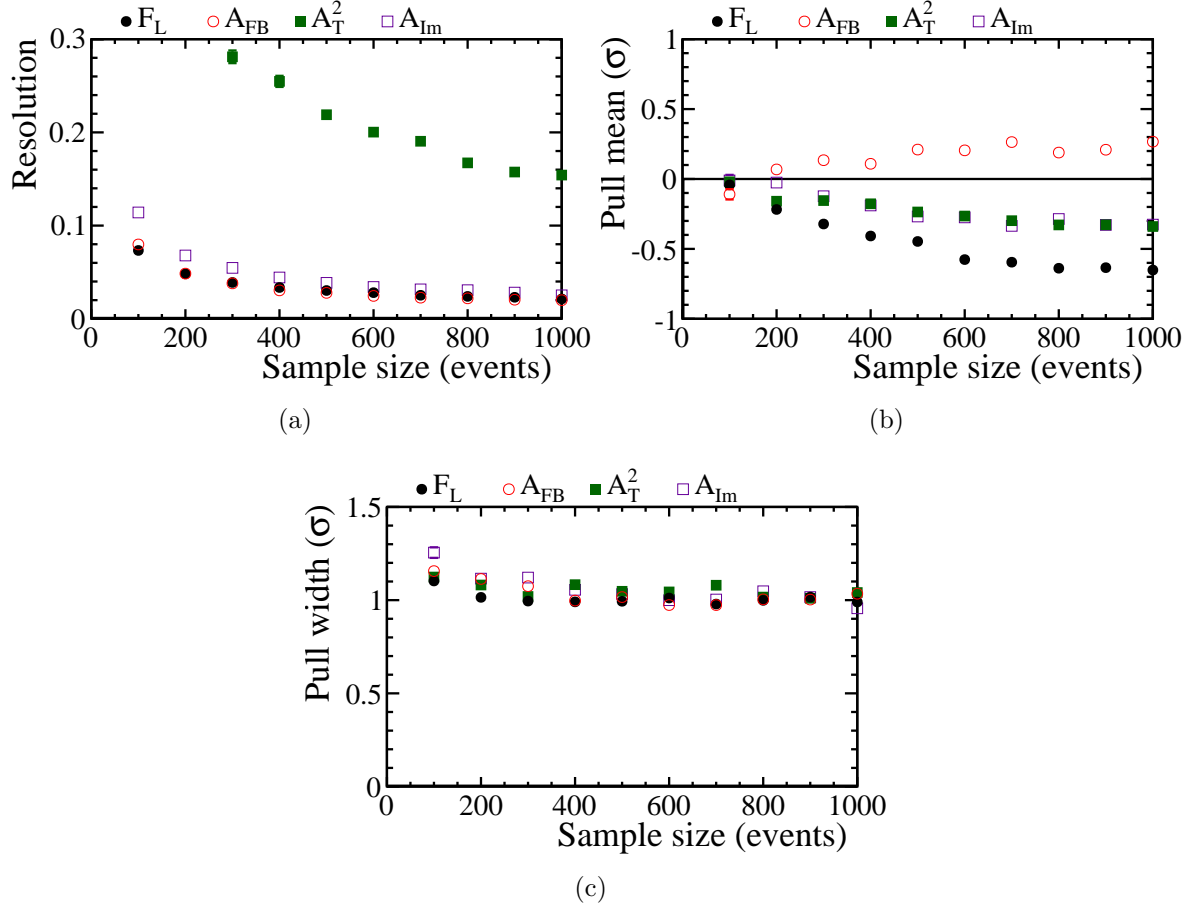 F_L A_FB A_T^2 A_Im
Resolution
0.3
0.2
0.1
0
0 200 400 600 800 1000
Sample size (events)
(a)
F_L A_FB A_T^2 A_Im
Pull mean (σ)
1
0.5
0
-0.5
-1
0 200 400 600 800 1000
Sample size (events)
(b)
F_L A_FB A_T^2 A_Im
Pull width (σ)
1.5
1
0.5
0
0 200 400 600 800 1000
Sample size (events)
(c)